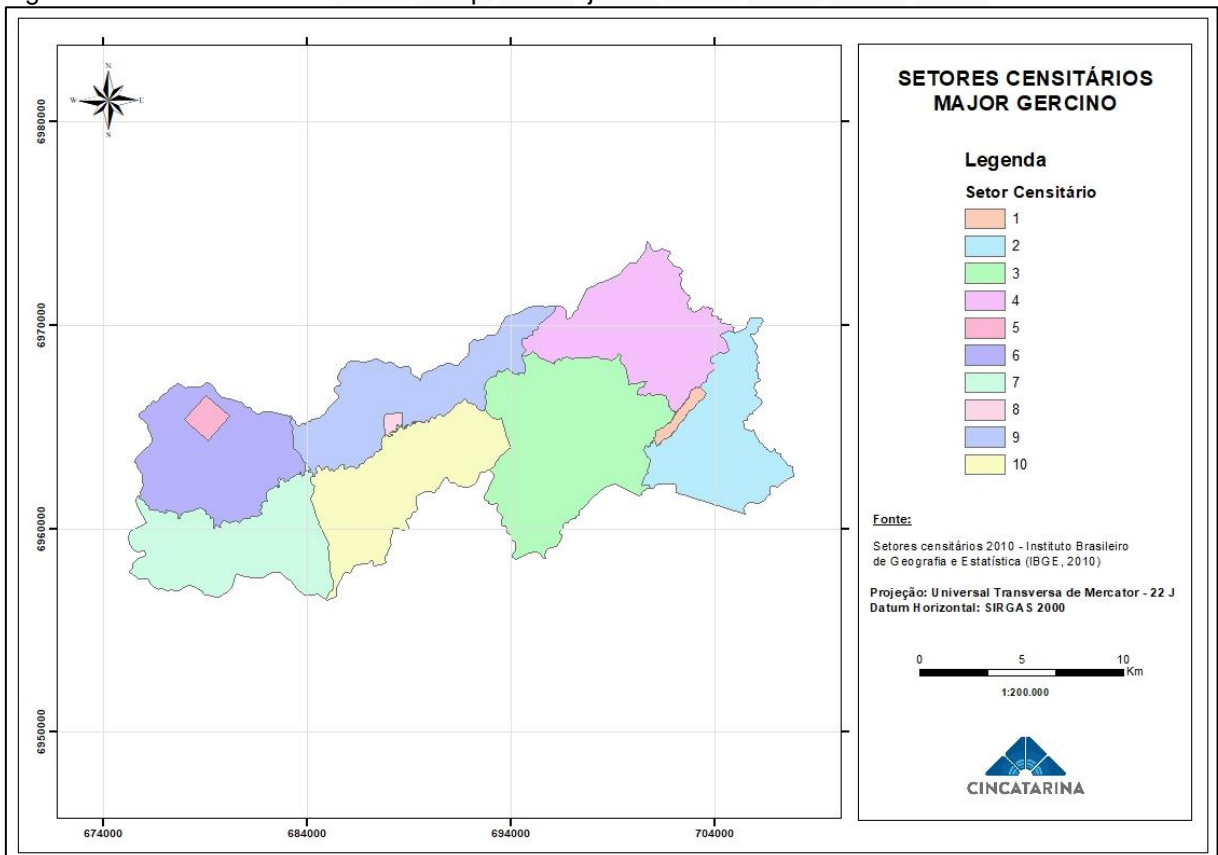 SETORES CENSITÁRIOS
MAJOR GERCINO
Legenda
Setor Censitário
1
2
3
4
5
6
7
8
9
10
Fonte:
Setores censitários 2010 - Instituto Brasileiro
de Geografia e Estatística (IBGE, 2010)
Projeção: Universal Transversa de Mercator - 22 J
Datum Horizontal: SIRGAS 2000
0 5 10
Km
1:200.000
CINCATARINA
N
W E
S
6980000
6970000
6960000
6950000
674000 684000 694000 704000